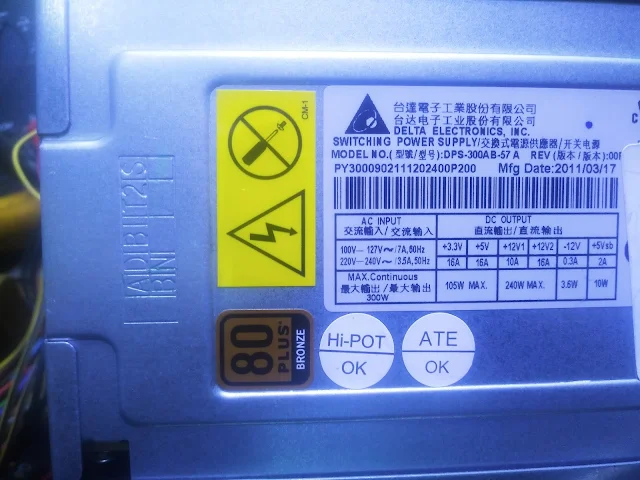 CM-1
台達電子工業股份有限公司
台达电子工业股份有限公司
DELTA ELECTRONICS, INC.
SWITCHING POWER SUPPLY/交換式電源供應器/开关电源
MODEL NO.(型號/型号):DPS-300AB-57 A REV(版本/版本):00
PY3000902111202400P200 Mfg Date:2011/03/17
AC INPUT DC OUTPUT
交流輸入/交流输入 直流輸出/直流输出
100V~127V~/7A,60Hz +3.3V +5V +12V1 +12V2 -12V +5Vsb
220V~240V~/3.5A,50Hz 16A 16A 10A 16A 0.3A 2A
MAX.Continuous
最大輸出/最大输出 105W MAX. 240W MAX. 3.6W 10W
300W
80
PLUS
BRONZE
Hi-POT
OK
ATE
OK